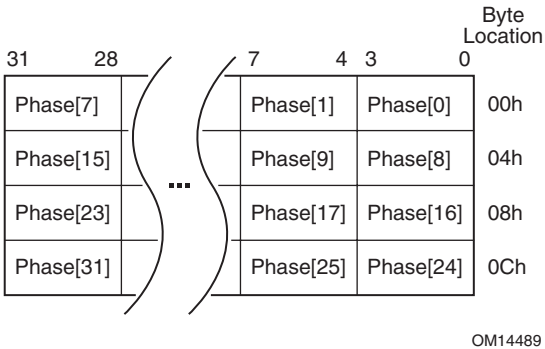 Byte
Location
31 28 7 4 3 0
Phase[7] Phase[1] Phase[0] 00h
Phase[15] Phase[9] Phase[8] 04h
...
Phase[23] Phase[17] Phase[16] 08h
Phase[31] Phase[25] Phase[24] 0Ch
OM14489